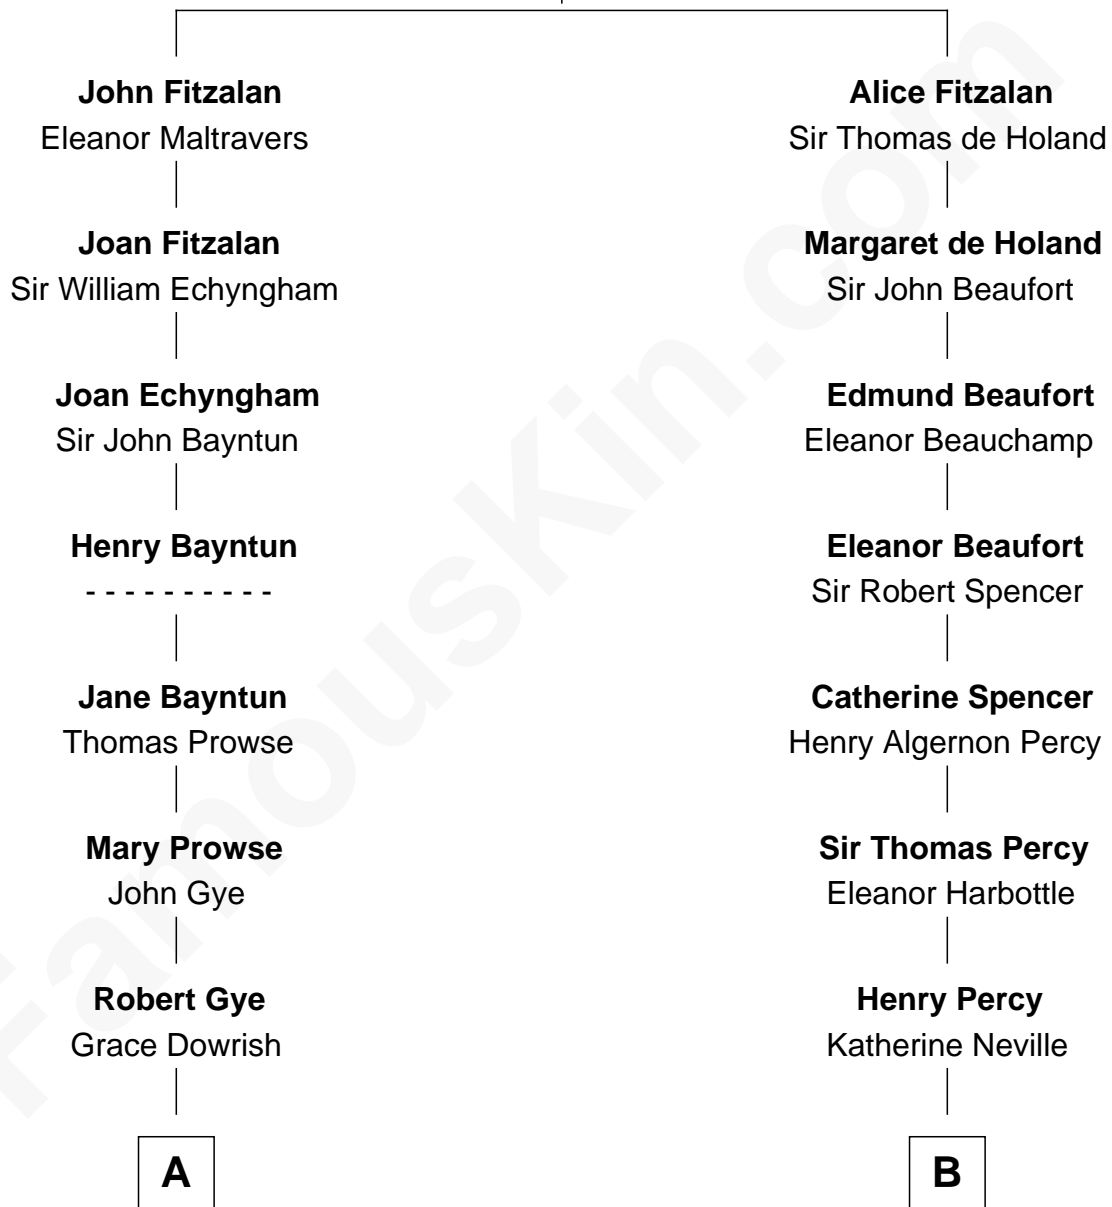 John Fitzalan
Eleanor Maltravers
Joan Fitzalan
Sir William Echyngham
Joan Echyngham
Sir John Bayntun
Henry Bayntun
- - - - - - - - - -
Jane Bayntun
Thomas Prowse
Mary Prowse
John Gye
Robert Gye
Grace Dowrish
A
Alice Fitzalan
Sir Thomas de Holand
Margaret de Holand
Sir John Beaufort
Edmund Beaufort
Eleanor Beauchamp
Eleanor Beaufort
Sir Robert Spencer
Catherine Spencer
Henry Algernon Percy
Sir Thomas Percy
Eleanor Harbottle
Henry Percy
Katherine Neville
B
FamousKin.com